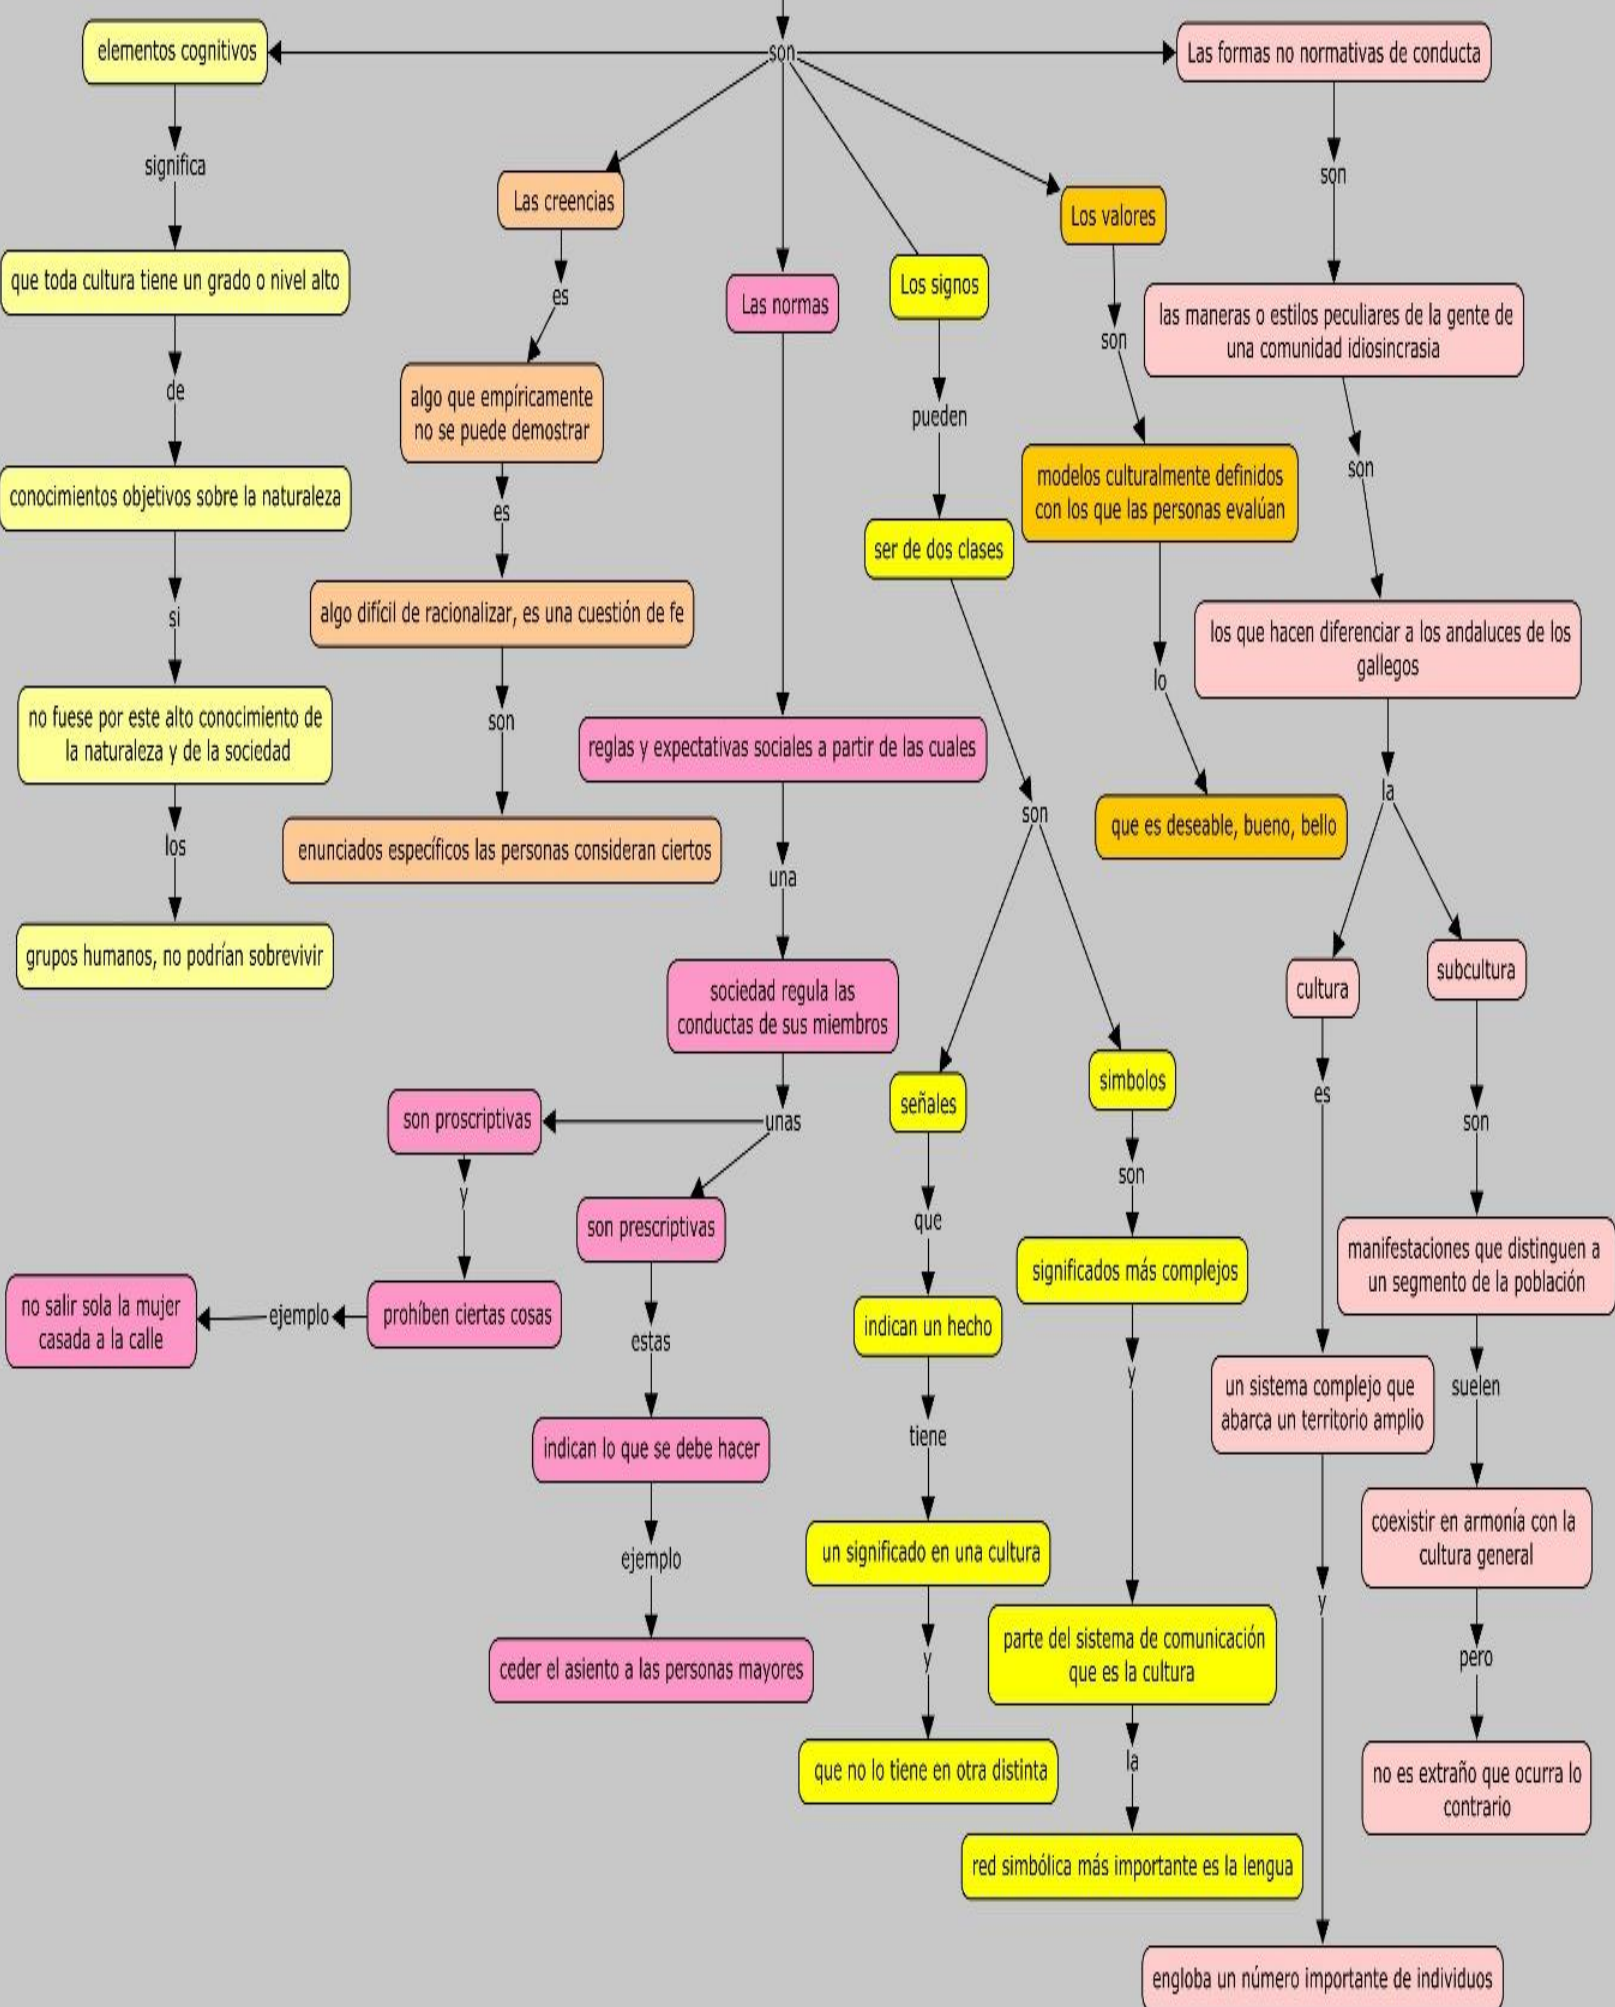 son
elementos cognitivos
significa
que toda cultura tiene un grado o nivel alto
de
conocimientos objetivos sobre la naturaleza
si
no fuese por este alto conocimiento de
la naturaleza y de la sociedad
los
grupos humanos, no podrían sobrevivir
Las creencias
es
algo que empíricamente
no se puede demostrar
es
algo difícil de racionalizar, es una cuestión de fe
son
enunciados específicos las personas consideran ciertos
Las normas
reglas y expectativas sociales a partir de las cuales
una
sociedad regula las
conductas de sus miembros
unas
son proscriptivas
y
prohíben ciertas cosas
ejemplo
no salir sola la mujer
casada a la calle
son prescriptivas
estas
indican lo que se debe hacer
ejemplo
ceder el asiento a las personas mayores
Los signos
pueden
ser de dos clases
son
señales
que
indican un hecho
tiene
un significado en una cultura
y
que no lo tiene en otra distinta
simbolos
son
significados más complejos
y
parte del sistema de comunicación
que es la cultura
la
red simbólica más importante es la lengua
Los valores
son
modelos culturalmente definidos
con los que las personas evalúan
lo
que es deseable, bueno, bello
Las formas no normativas de conducta
son
las maneras o estilos peculiares de la gente de
una comunidad idiosincrasia
son
los que hacen diferenciar a los andaluces de los
gallegos
la
cultura
es
un sistema complejo que
abarca un territorio amplio
y
engloba un número importante de individuos
subcultura
son
manifestaciones que distinguen a
un segmento de la población
suelen
coexistir en armonía con la
cultura general
pero
no es extraño que ocurra lo
contrario